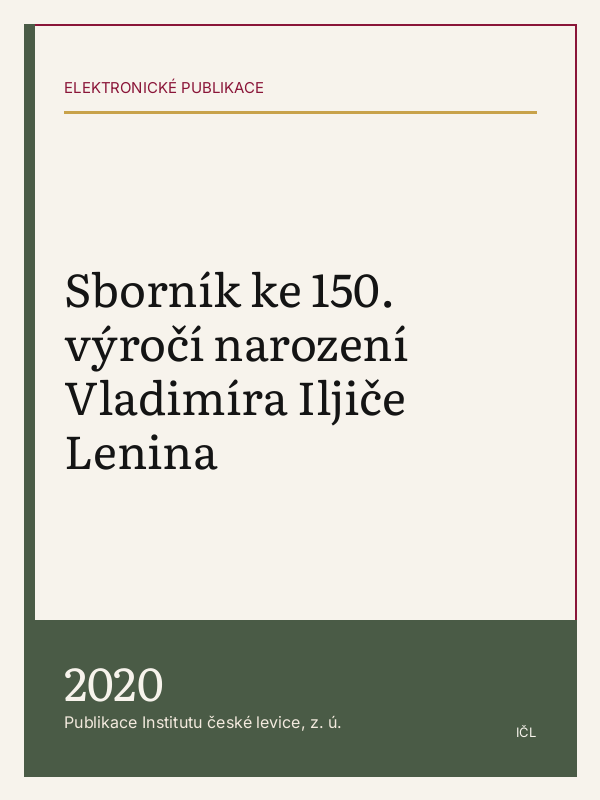 ELEKTRONICKÉ PUBLIKACE
Sborník ke 150.
výročí narození
Vladimíra Iljiče
Lenina
2020
Publikace Institutu české levice, z. ú.
IČL